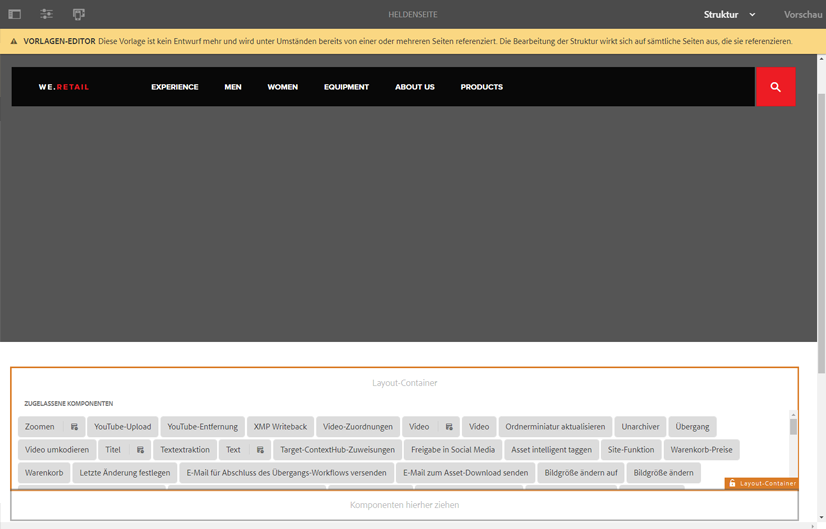 HELDENSEITE Struktur Vorschau
VORLAGEN-EDITOR Diese Vorlage ist kein Entwurf mehr und wird unter Umständen bereits von einer oder mehreren Seiten referenziert. Die Bearbeitung der Struktur wirkt sich auf sämtliche Seiten aus, die sie referenzieren.
WE.RETAIL EXPERIENCE MEN WOMEN EQUIPMENT ABOUT US PRODUCTS
Layout-Container
ZUGELASSENE KOMPONENTEN
Zoomen YouTube-Upload YouTube-Entfernung XMP Writeback Video-Zuordnungen Video Video Ordnerminiatur aktualisieren Unarchiver Übergang
Video umkodieren Titel Textextraktion Text Target-ContextHub-Zuweisungen Freigabe in Social Media Asset intelligent taggen Site-Funktion Warenkorb-Preise
Warenkorb Letzte Änderung festlegen E-Mail für Abschluss des Übergangs-Workflows versenden E-Mail zum Asset-Download senden Bildgröße ändern auf Bildgröße ändern
Layout-Container
Komponenten hierher ziehen